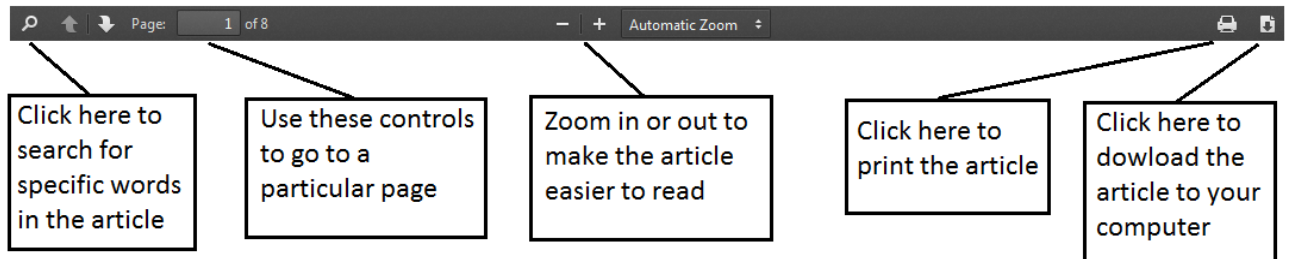 Page: 1 of 8
Automatic Zoom
Click here to
search for
specific words
in the article
Use these controls
to go to a
particular page
Zoom in or out to
make the article
easier to read
Click here to
print the article
Click here to
dowload the
article to your
computer